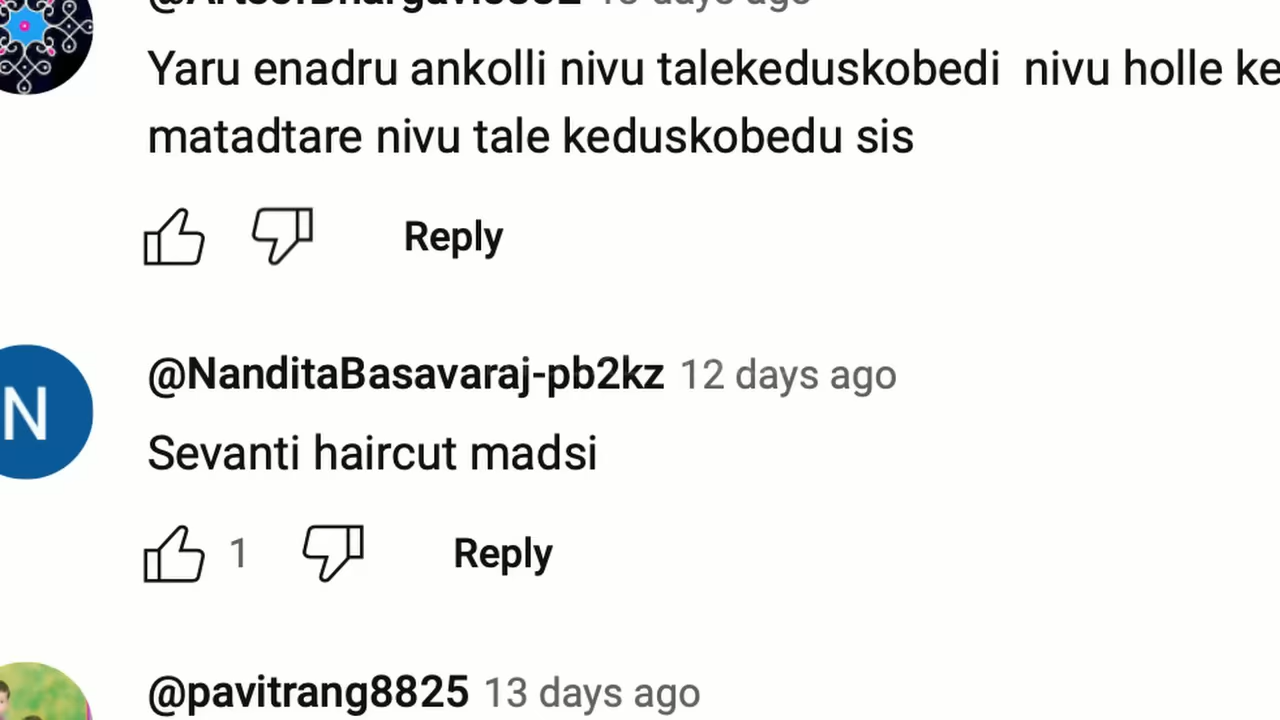 Yaru enadru ankolli nivu talekeduskobedi nivu holle ke
matadtare nivu tale keduskobedu sis
Reply
N
@NanditaBasavaraj-pb2kz 12 days ago
Sevanti haircut madsi
1 Reply
@pavitrang8825 13 days ago